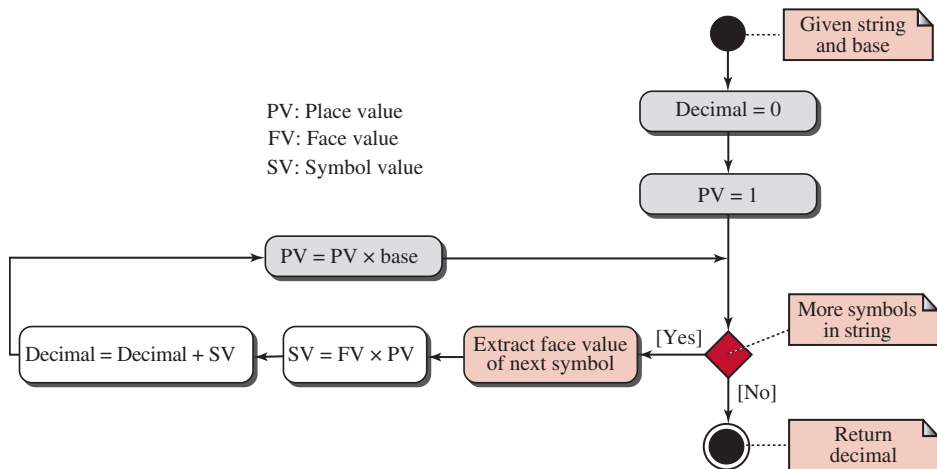 Given string
and base
Decimal = 0
PV: Place value
FV: Face value
SV: Symbol value
PV = 1
PV = PV × base
More symbols
in string
[Yes]
Extract face value
of next symbol
SV = FV × PV
Decimal = Decimal + SV
[No]
Return
decimal